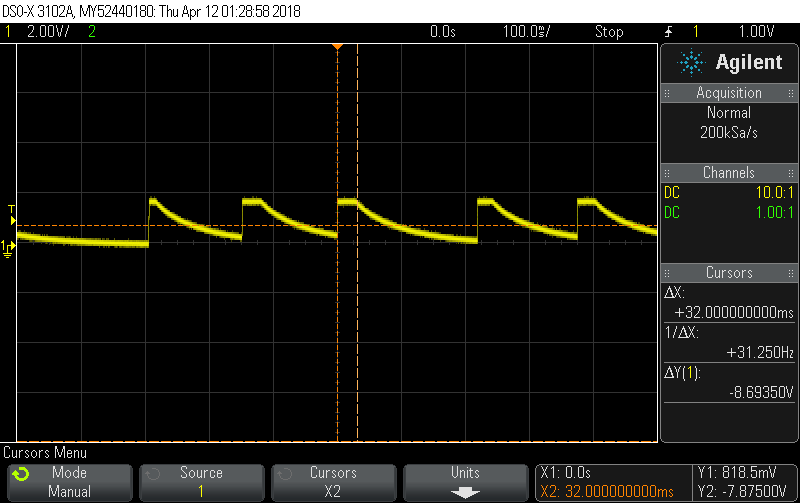 DSO-X 3102A, MY52440180: Thu Apr 12 01:28:58 2018
1 2.00V/ 2 0.0s 100.0ms/ Stop 1 1.00V
Agilent
Acquisition
Normal
200kSa/s
Channels
DC 10.0:1
DC 1.00:1
Cursors
ΔX:
+32.000000000ms
1/ΔX:
+31.250Hz
ΔY(1):
-8.69350V
T
1
Cursors Menu
Mode
Manual
Source
1
Cursors
X2
Units
X1: 0.0s
X2: 32.000000000ms
Y1: 818.5mV
Y2: -7.87500V